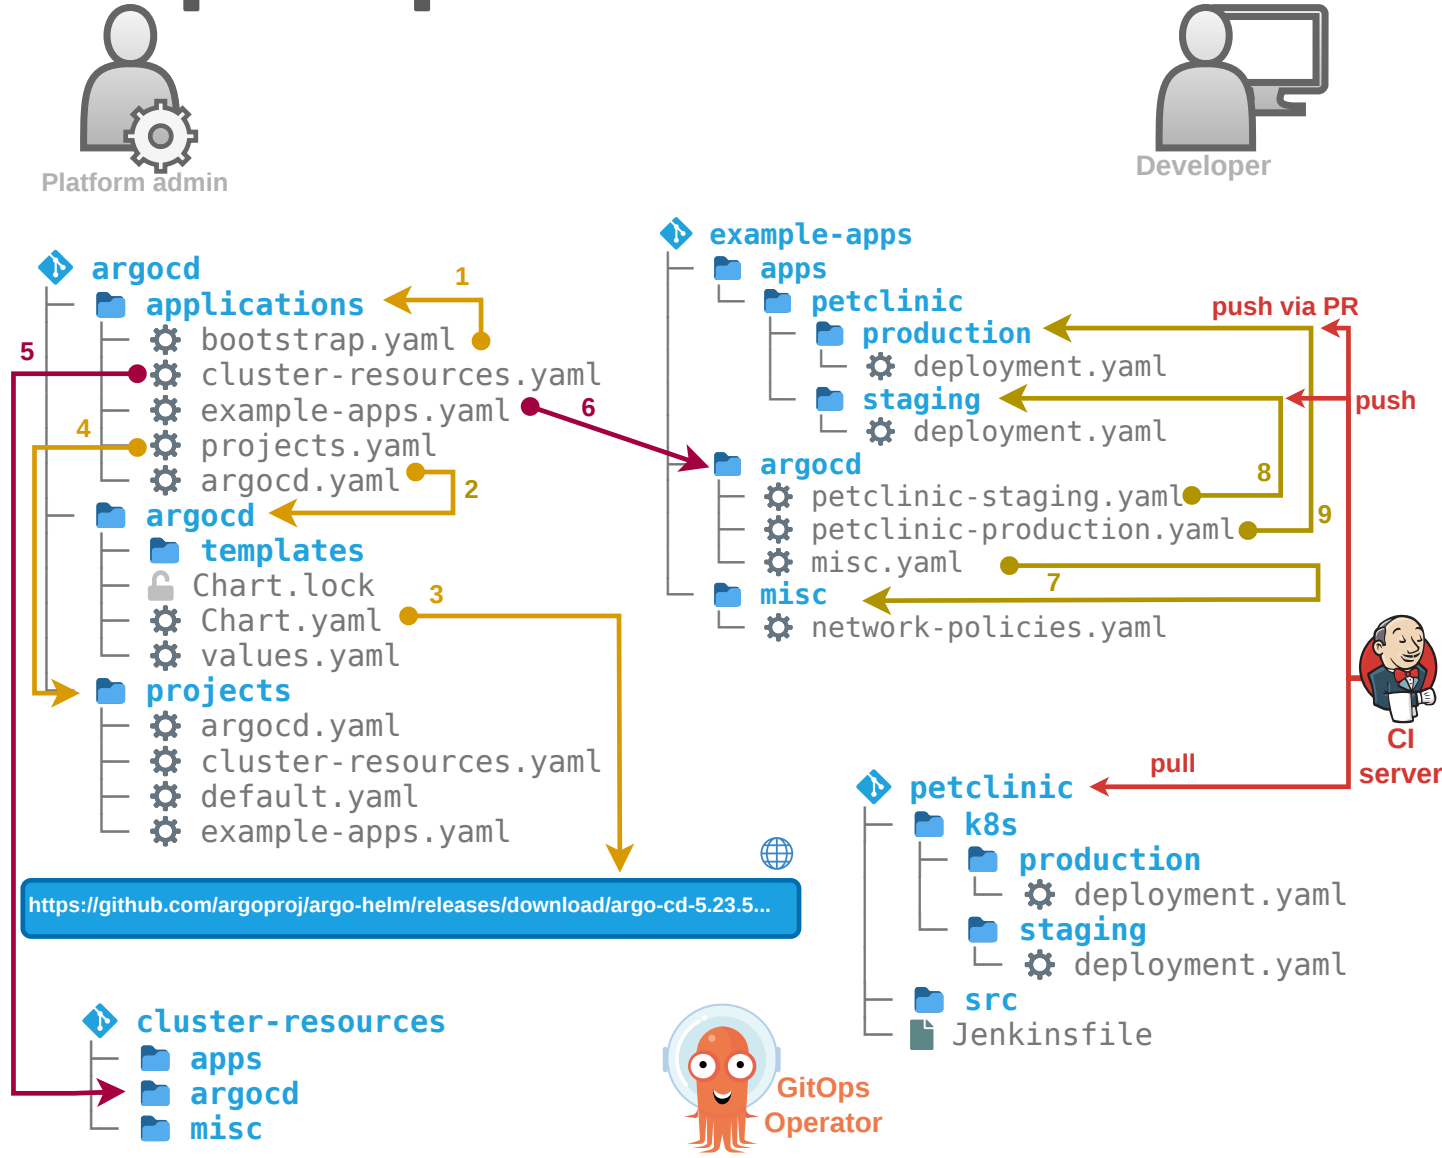 Platform admin
Developer
argocd
1
applications
bootstrap.yaml
5
cluster-resources.yaml
example-apps.yaml
6
4
projects.yaml
argocd.yaml
2
argocd
templates
Chart.lock
3
Chart.yaml
values.yaml
projects
argocd.yaml
cluster-resources.yaml
default.yaml
example-apps.yaml
https://github.com/argoproj/argo-helm/releases/download/argo-cd-5.23.5...
cluster-resources
apps
argocd
misc
example-apps
apps
petclinic
push via PR
production
deployment.yaml
staging
push
deployment.yaml
argocd
8
petclinic-staging.yaml
9
petclinic-production.yaml
misc.yaml
7
misc
network-policies.yaml
CI
server
pull
petclinic
k8s
production
deployment.yaml
staging
deployment.yaml
src
Jenkinsfile
GitOps
Operator